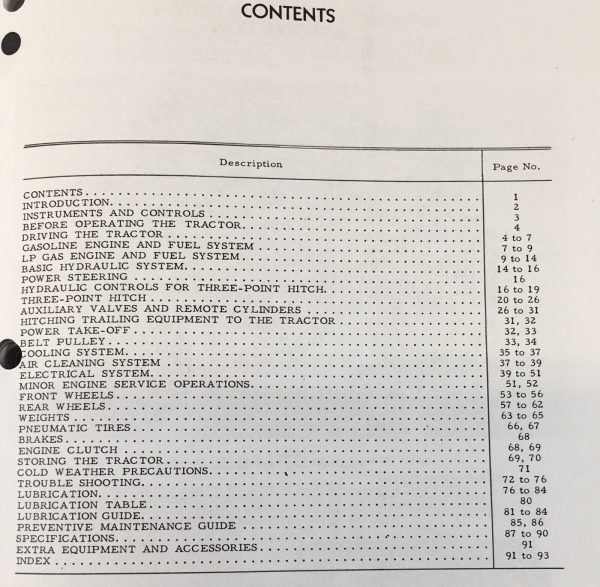 CONTENTS
Description Page No.
CONTENTS 1
INTRODUCTION. 2
INSTRUMENTS AND CONTROLS 3
BEFORE OPERATING THE TRACTOR. 4
DRIVING THE TRACTOR 4 to 7
GASOLINE ENGINE AND FUEL SYSTEM 7 to 9
LP GAS ENGINE AND FUEL SYSTEM. 9 to 14
BASIC HYDRAULIC SYSTEM. 14 to 16
POWER STEERING 16
HYDRAULIC CONTROLS FOR THREE-POINT HITCH. 16 to 19
THREE-POINT HITCH 20 to 26
AUXILIARY VALVES AND REMOTE CYLINDERS 26 to 31
HITCHING TRAILING EQUIPMENT TO THE TRACTOR 31, 32
POWER TAKE-OFF 32, 33
BELT PULLEY 33, 34
COOLING SYSTEM. 35 to 37
AIR CLEANING SYSTEM 37 to 39
ELECTRICAL SYSTEM. 39 to 51
MINOR ENGINE SERVICE OPERATIONS. 51, 52
FRONT WHEELS 53 to 56
REAR WHEELS 57 to 62
WEIGHTS 63 to 65
PNEUMATIC TIRES 66, 67
BRAKES 68
ENGINE CLUTCH 68, 69
STORING THE TRACTOR 69, 70
COLD WEATHER PRECAUTIONS. 71
TROUBLE SHOOTING. 72 to 76
LUBRICATION. 76 to 84
LUBRICATION TABLE 80
LUBRICATION GUIDE. 81 to 84
PREVENTIVE MAINTENANCE GUIDE 85, 86
SPECIFICATIONS. 87 to 90
EXTRA EQUIPMENT AND ACCESSORIES 91
INDEX 91 to 93